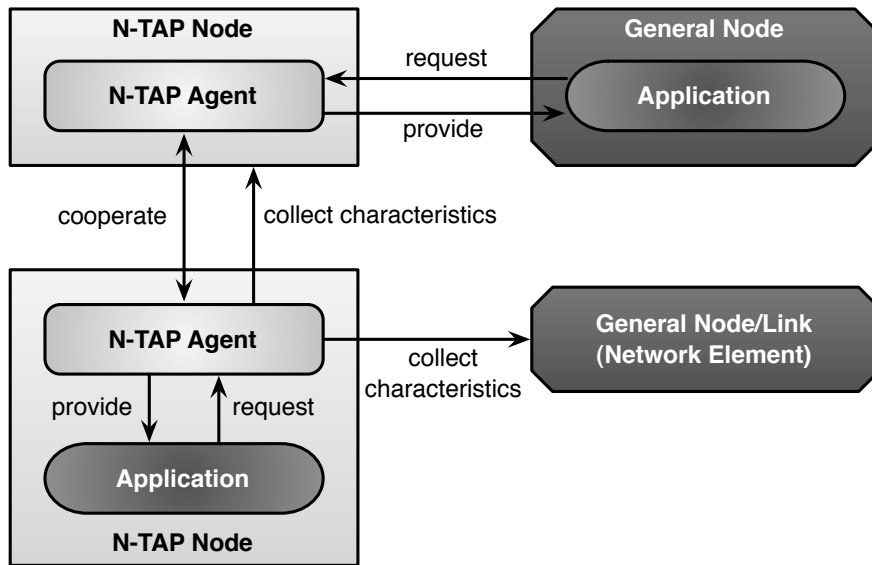 N-TAP Node
General Node
N-TAP Agent
request
Application
provide
cooperate
collect characteristics
N-TAP Agent
General Node/Link
(Network Element)
collect
characteristics
provide
request
Application
N-TAP Node